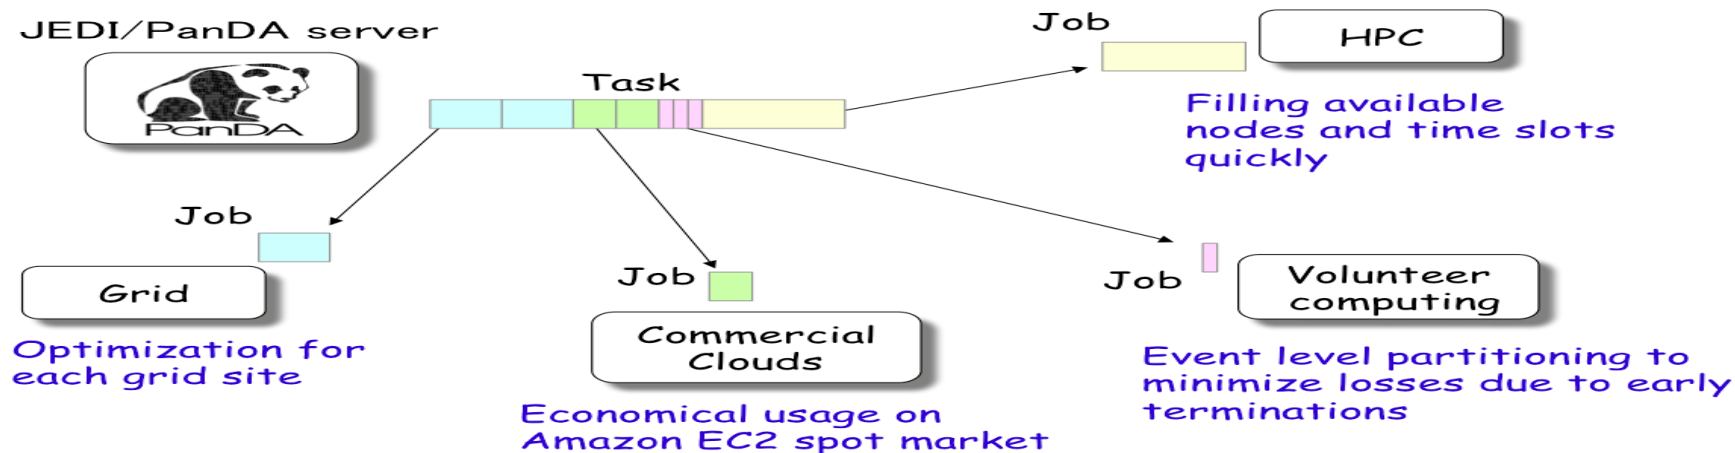 JEDI/PanDA server
PanDA
Task
Job
HPC
Filling available
nodes and time slots
quickly
Job
Grid
Optimization for
each grid site
Job
Commercial
Clouds
Economical usage on
Amazon EC2 spot market
Job
Volunteer
computing
Event level partitioning to
minimize losses due to early
terminations